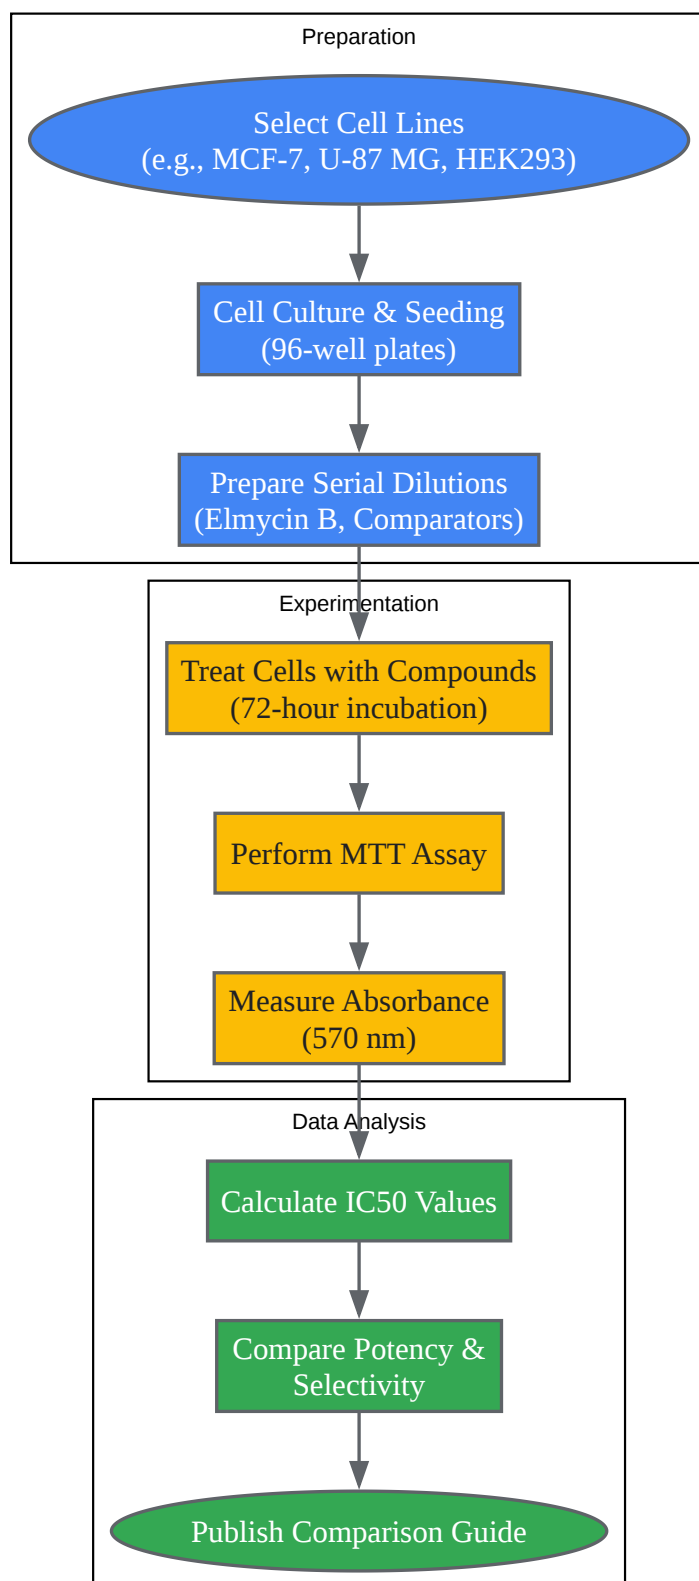 Preparation
Select Cell Lines
(e.g., MCF-7, U-87 MG, HEK293)
Cell Culture & Seeding
(96-well plates)
Prepare Serial Dilutions
(Elmycin B, Comparators)
Experimentation
Treat Cells with Compounds
(72-hour incubation)
Perform MTT Assay
Measure Absorbance
(570 nm)
Data Analysis
Calculate IC50 Values
Compare Potency &
Selectivity
Publish Comparison Guide